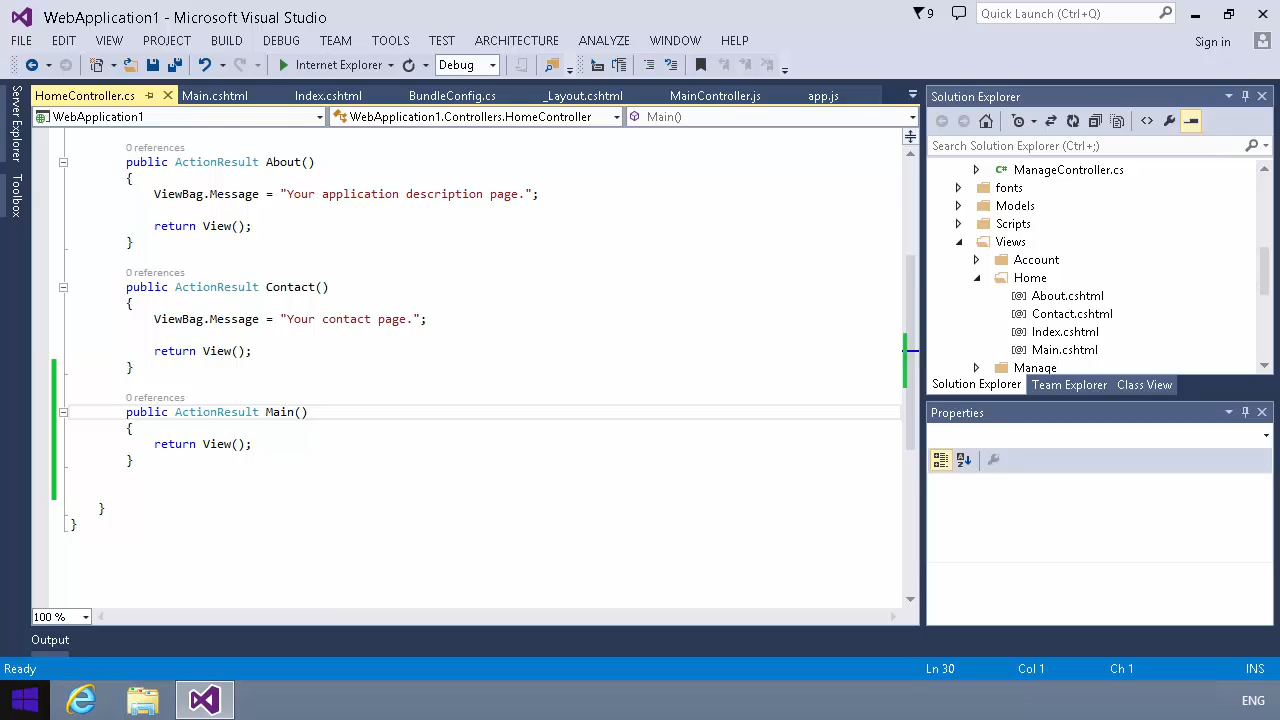 WebApplication1 - Microsoft Visual Studio
9
Quick Launch (Ctrl+Q)
FILE EDIT VIEW PROJECT BUILD DEBUG TEAM TOOLS TEST ARCHITECTURE ANALYZE WINDOW HELP
Sign in
Internet Explorer Debug
HomeController.cs Main.cshtml Index.cshtml BundleConfig.cs _Layout.cshtml MainController.js app.js
WebApplication1 WebApplication1.Controllers.HomeController Main()
Server Explorer
Toolbox
0 references
public ActionResult About()
{
ViewBag.Message = "Your application description page.";
return View();
}
0 references
public ActionResult Contact()
{
ViewBag.Message = "Your contact page.";
return View();
}
0 references
public ActionResult Main()
{
return View();
}
}
}
100 %
Output
Solution Explorer
Search Solution Explorer (Ctrl+;)
C# ManageController.cs
fonts
Models
Scripts
Views
Account
Home
[@] About.cshtml
[@] Contact.cshtml
[@] Index.cshtml
[@] Main.cshtml
Manage
Solution Explorer Team Explorer Class View
Properties
Ready Ln 30 Col 1 Ch 1 INS
ENG